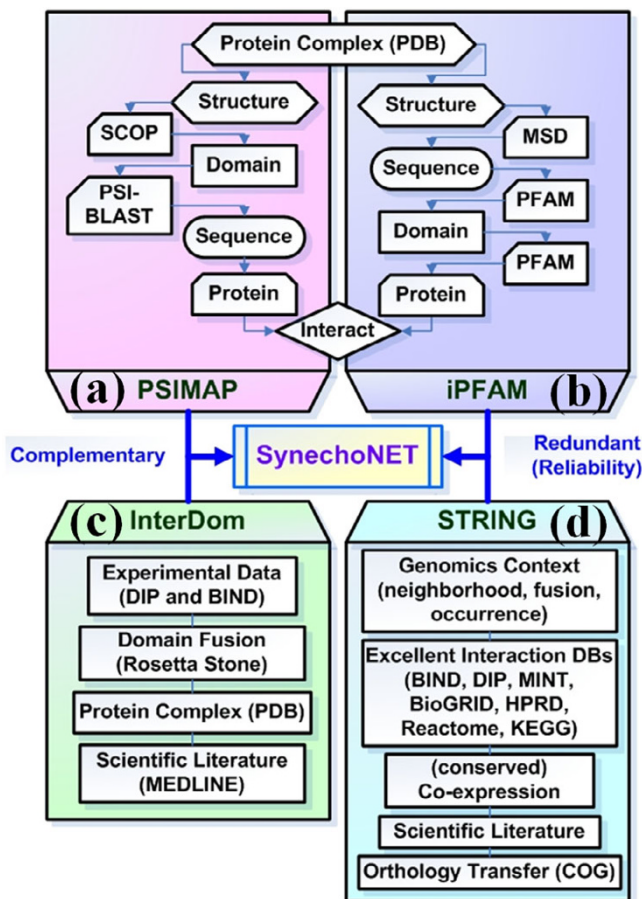 Protein Complex (PDB)
Structure
SCOP
Domain
PSI-
BLAST
Sequence
Protein
Structure
MSD
Sequence
PFAM
Domain
PFAM
Protein
Interact
(a) PSIMAP
iPFAM (b)
Complementary
SynechoNET
Redundant
(Reliability)
(c) InterDom
Experimental Data
(DIP and BIND)
Domain Fusion
(Rosetta Stone)
Protein Complex (PDB)
Scientific Literature
(MEDLINE)
STRING (d)
Genomics Context
(neighborhood, fusion,
occurrence)
Excellent Interaction DBs
(BIND, DIP, MINT,
BioGRID, HPRD,
Reactome, KEGG)
(conserved)
Co-expression
Scientific Literature
Orthology Transfer (COG)